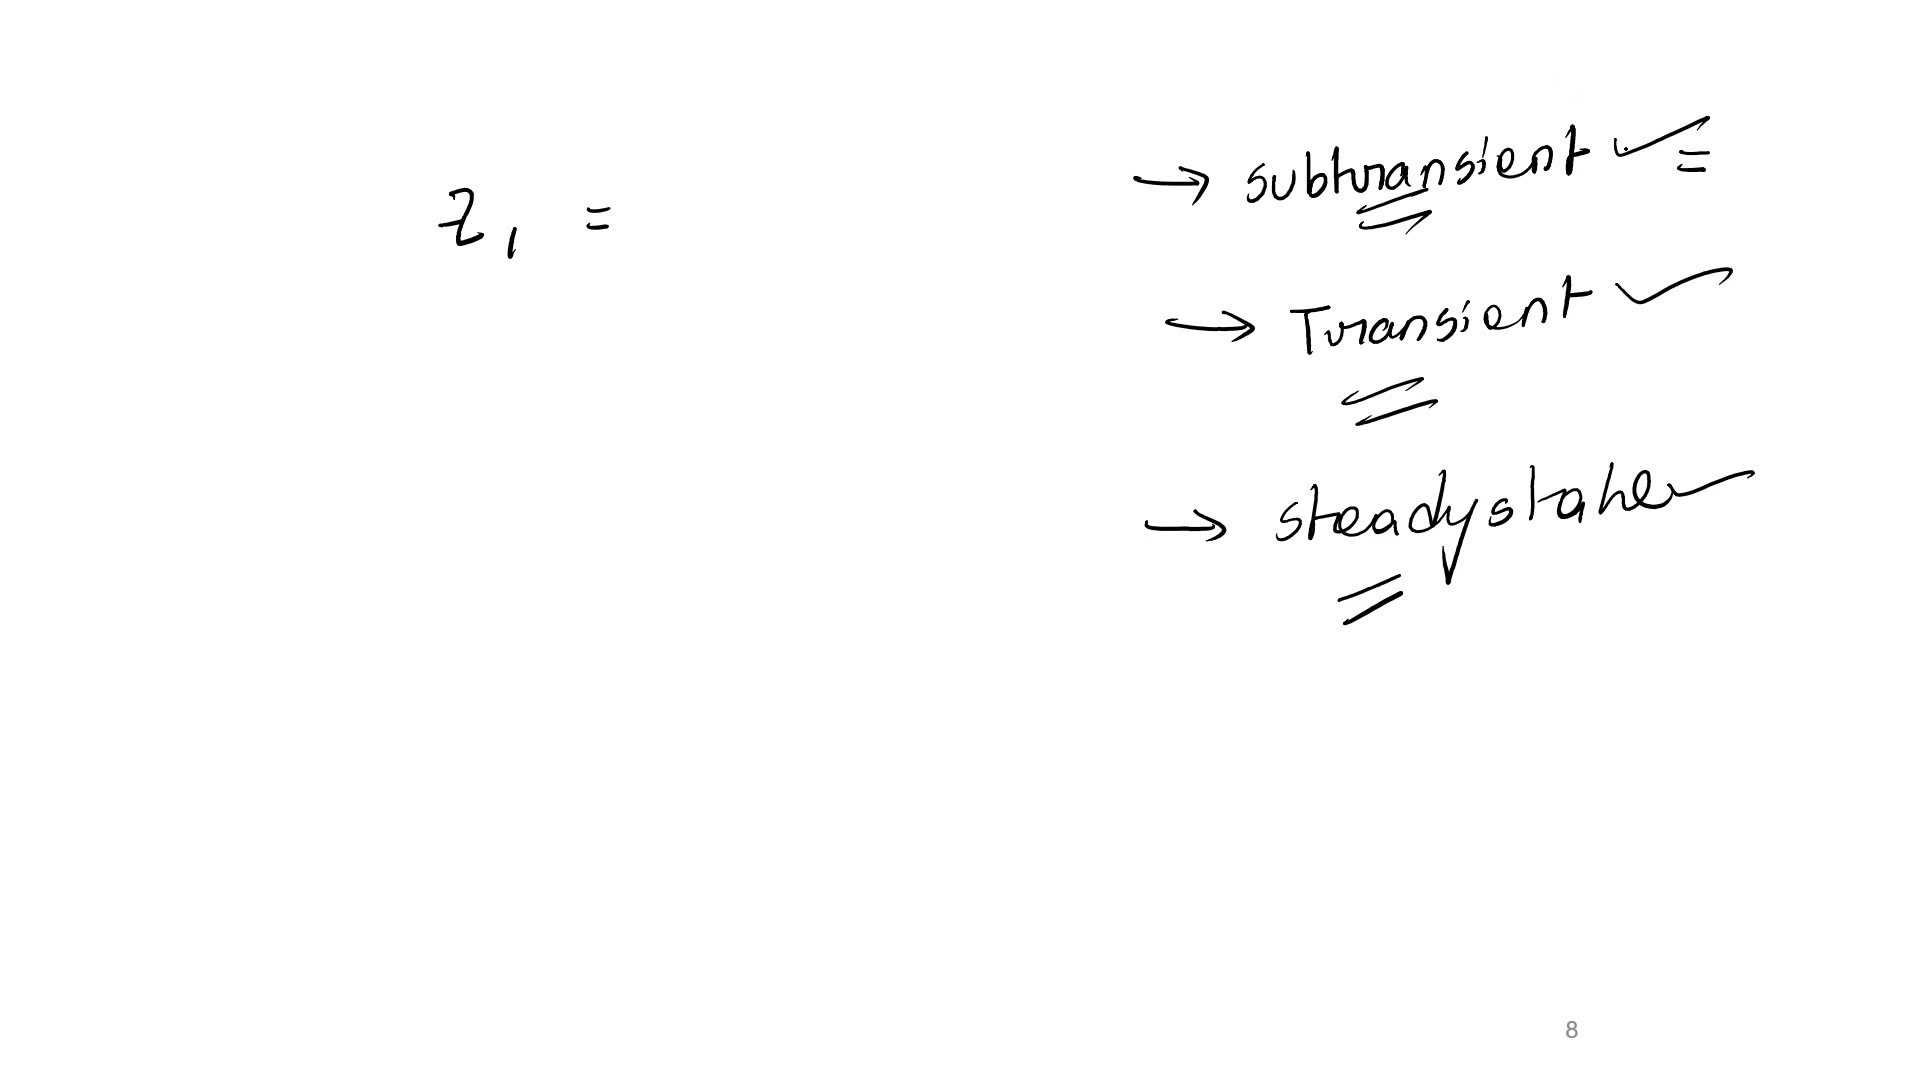 Z₁ =
→ subtransient ✓ =
→ Transient ✓
→ steadystate ✓
8